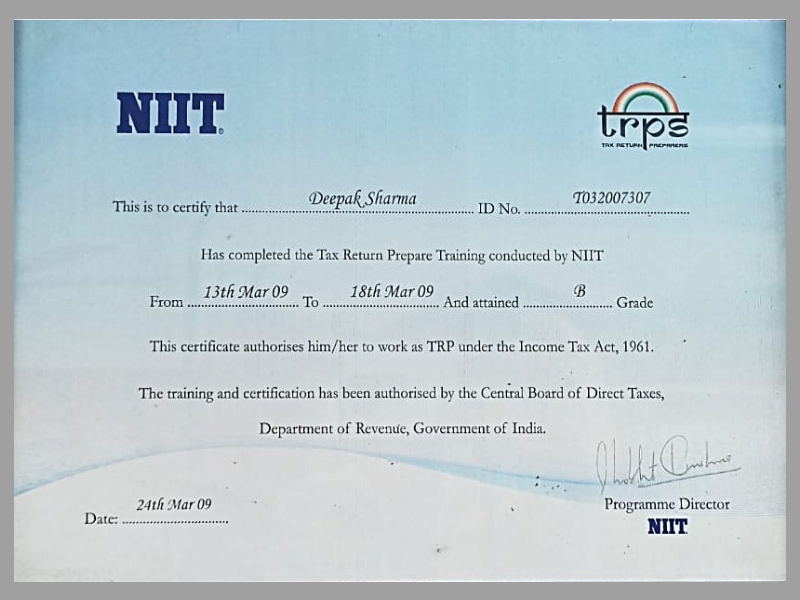 NIIT
trps
TAX RETURN PREPARERS
This is to certify that Deepak Sharma ID No. T032007307
Has completed the Tax Return Prepare Training conducted by NIIT
From 13th Mar 09 To 18th Mar 09 And attained B Grade
This certificate authorises him/her to work as TRP under the Income Tax Act, 1961.
The training and certification has been authorised by the Central Board of Direct Taxes,
Department of Revenue, Government of India.
Date: 24th Mar 09
Programme Director
NIIT